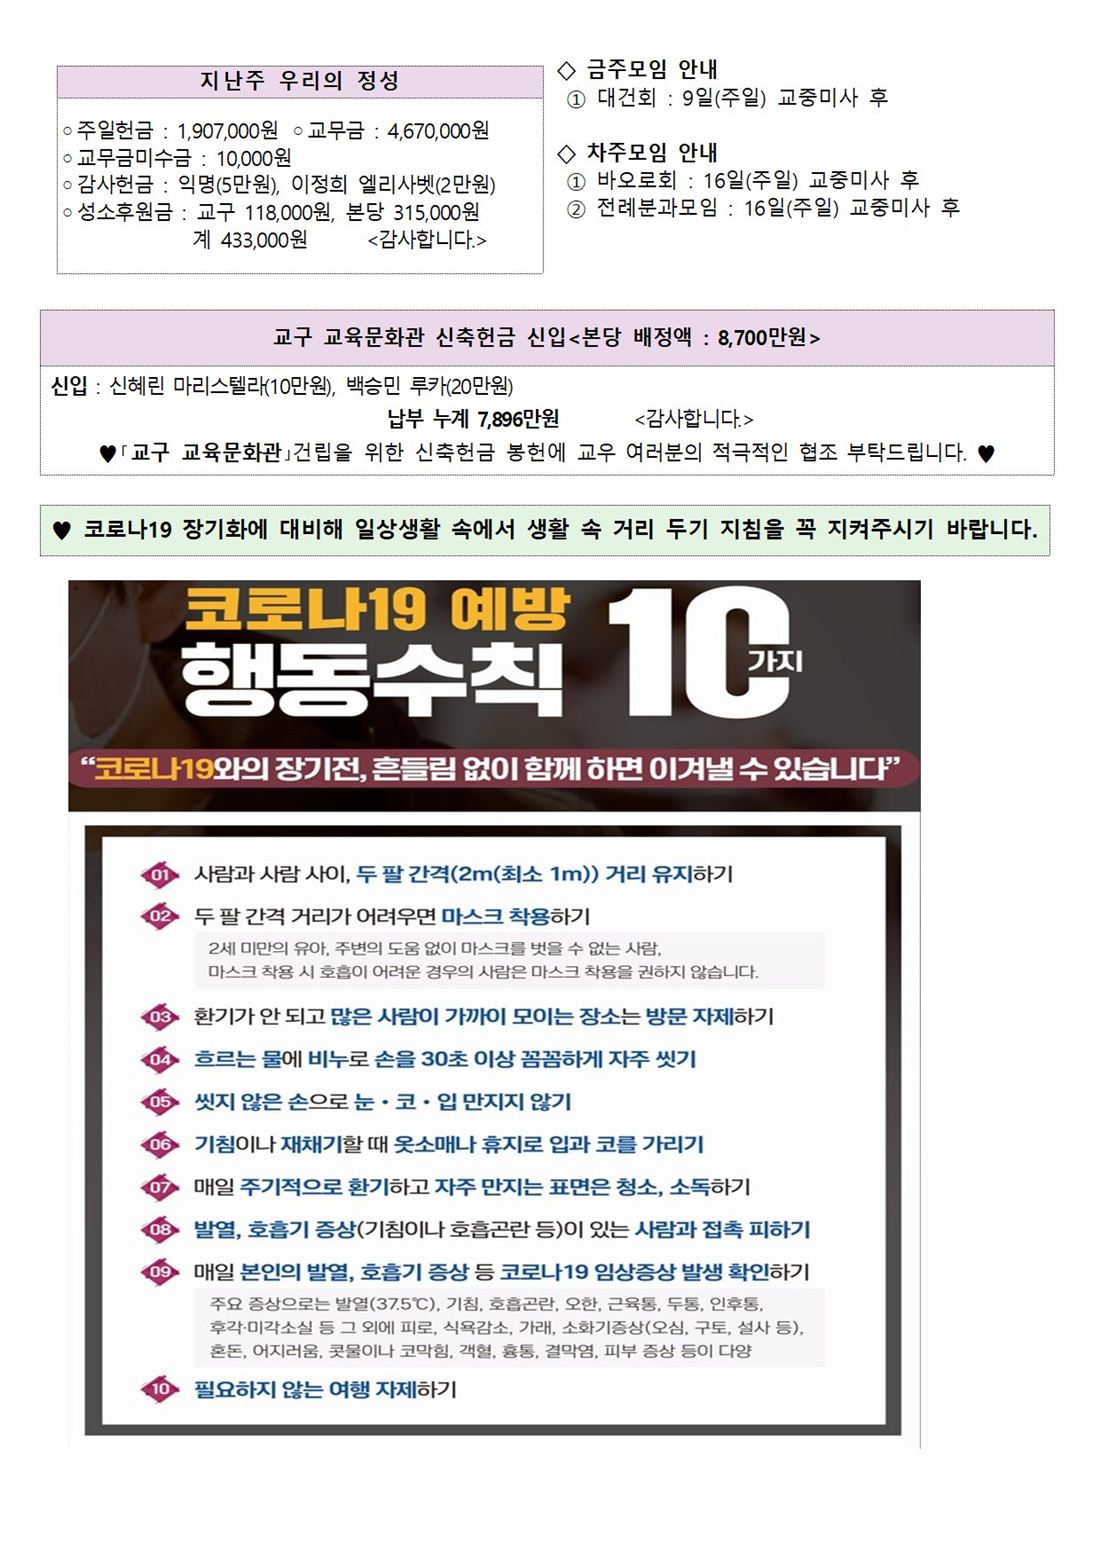 지난주 우리의 정성
○ 주일헌금 : 1,907,000원 ○ 교무금 : 4,670,000원
○ 교무금미수금 : 10,000원
○ 감사헌금 : 익명(5만원), 이정희 엘리사벳(2만원)
○ 성소후원금 : 교구 118,000원, 본당 315,000원
계 433,000원 <감사합니다.>
◇ 금주모임 안내
① 대건회 : 9일(주일) 교중미사 후
◇ 차주모임 안내
① 바오로회 : 16일(주일) 교중미사 후
② 전례분과모임 : 16일(주일) 교중미사 후
교구 교육문화관 신축헌금 신입<본당 배정액 : 8,700만원>
신입 : 신혜린 마리스텔라(10만원), 백승민 루카(20만원)
납부 누계 7,896만원 <감사합니다.>
♥「교구 교육문화관」건립을 위한 신축헌금 봉헌에 교우 여러분의 적극적인 협조 부탁드립니다. ♥
♥ 코로나19 장기화에 대비해 일상생활 속에서 생활 속 거리 두기 지침을 꼭 지켜주시기 바랍니다.
코로나19 예방
행동수칙 10가지
“코로나19와의 장기전, 흔들림 없이 함께 하면 이겨낼 수 있습니다”
01 사람과 사람 사이, 두 팔 간격(2m(최소 1m)) 거리 유지하기
02 두 팔 간격 거리가 어려우면 마스크 착용하기
2세 미만의 유아, 주변의 도움 없이 마스크를 벗을 수 없는 사람,
마스크 착용 시 호흡이 어려운 경우의 사람은 마스크 착용을 권하지 않습니다.
03 환기가 안 되고 많은 사람이 가까이 모이는 장소는 방문 자제하기
04 흐르는 물에 비누로 손을 30초 이상 꼼꼼하게 자주 씻기
05 씻지 않은 손으로 눈·코·입 만지지 않기
06 기침이나 재채기할 때 옷소매나 휴지로 입과 코를 가리기
07 매일 주기적으로 환기하고 자주 만지는 표면은 청소, 소독하기
08 발열, 호흡기 증상(기침이나 호흡곤란 등)이 있는 사람과 접촉 피하기
09 매일 본인의 발열, 호흡기 증상 등 코로나19 임상증상 발생 확인하기
주요 증상으로는 발열(37.5℃), 기침, 호흡곤란, 오한, 근육통, 두통, 인후통,
후각·미각소실 등 그 외에 피로, 식욕감소, 가래, 소화기증상(오심, 구토, 설사 등),
혼돈, 어지러움, 콧물이나 코막힘, 객혈, 흉통, 결막염, 피부 증상 등이 다양
10 필요하지 않는 여행 자제하기